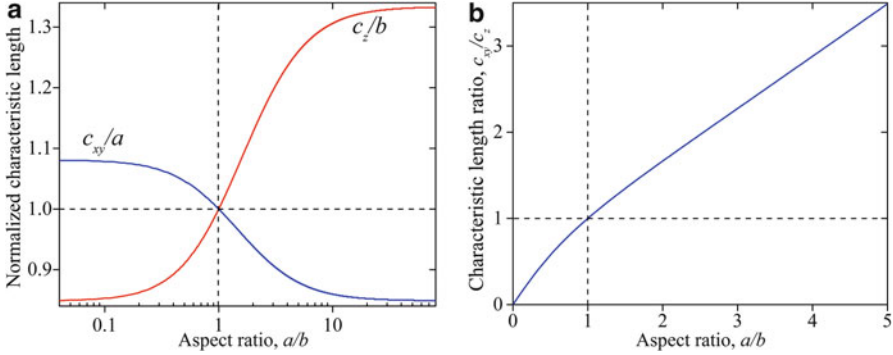 a
Normalized characteristic length
1.3
1.2
1.1
1.0
0.9
c_z/b
c_xy/a
0.1
1
10
Aspect ratio, a/b
b
Characteristic length ratio, c_xy/c_z
3
2
1
0
0
1
2
3
4
5
Aspect ratio, a/b